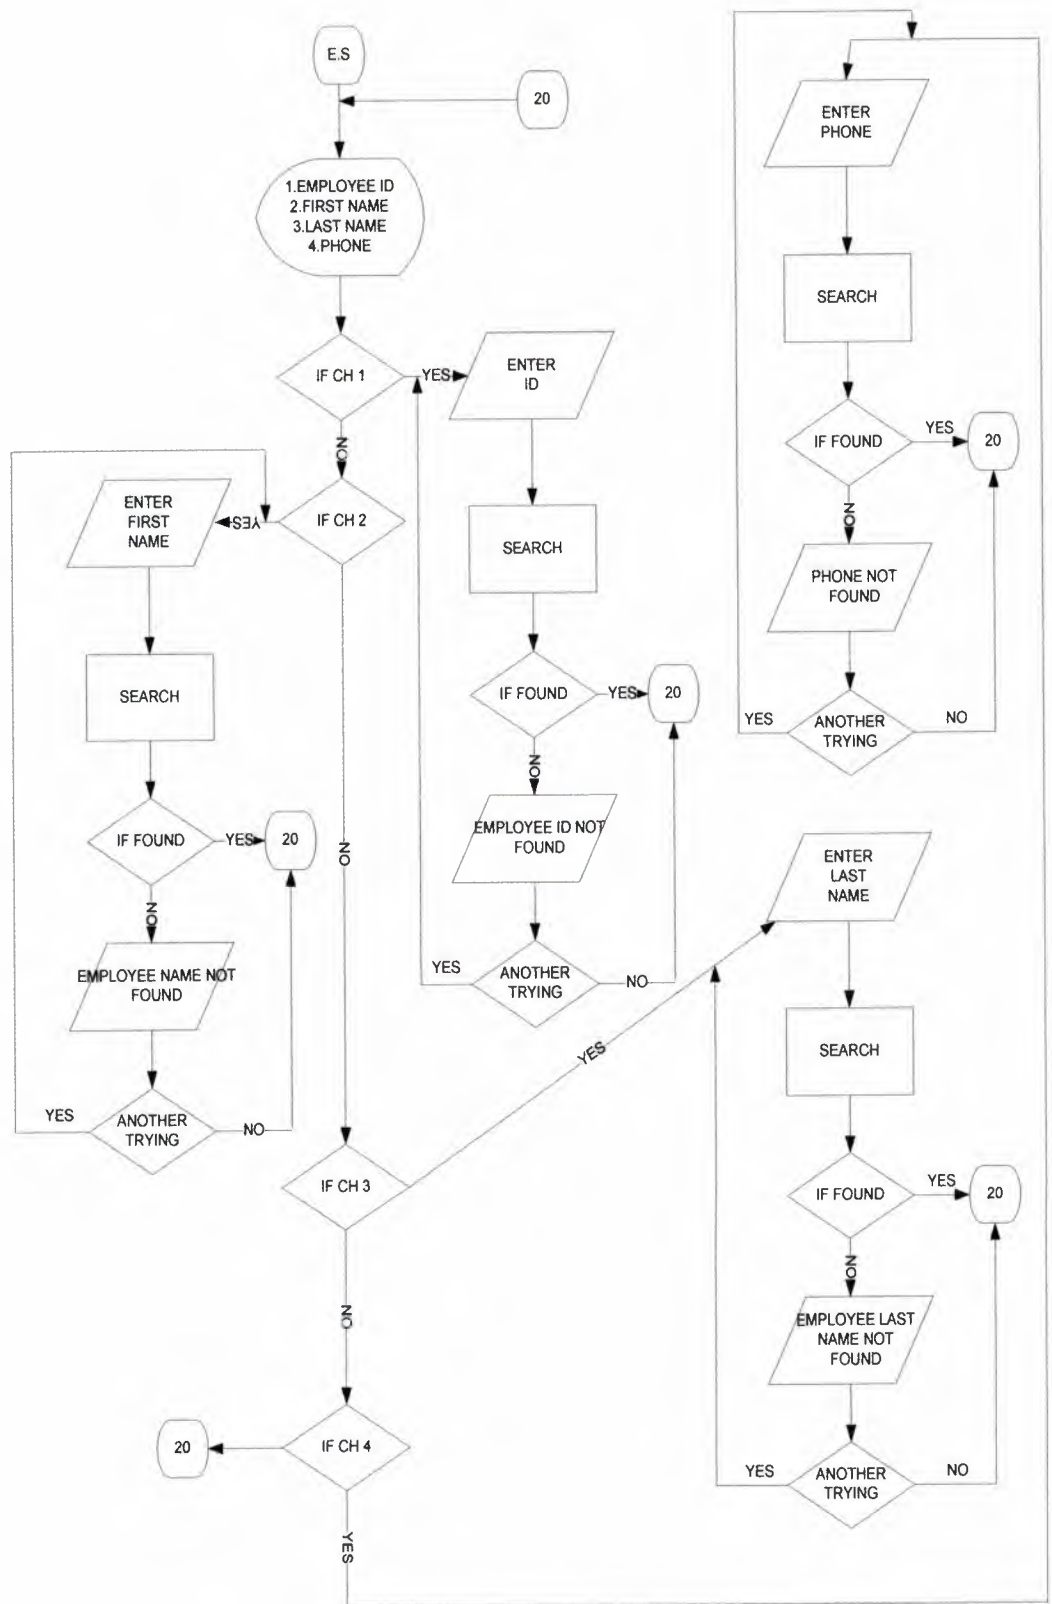 E.S
20
1.EMPLOYEE ID
2.FIRST NAME
3.LAST NAME
4.PHONE
IF CH 1
YES
ENTER
ID
NO
IF CH 2
YES
ENTER
FIRST
NAME
SEARCH
IF FOUND
YES
20
NO
EMPLOYEE NAME NOT
FOUND
ANOTHER
TRYING
YES
NO
SEARCH
IF FOUND
YES
20
NO
EMPLOYEE ID NOT
FOUND
ANOTHER
TRYING
YES
NO
NO
IF CH 3
YES
ENTER
LAST
NAME
SEARCH
IF FOUND
YES
20
NO
EMPLOYEE LAST
NAME NOT
FOUND
ANOTHER
TRYING
YES
NO
NO
IF CH 4
20
YES
ENTER
PHONE
SEARCH
IF FOUND
YES
20
NO
PHONE NOT
FOUND
ANOTHER
TRYING
YES
NO